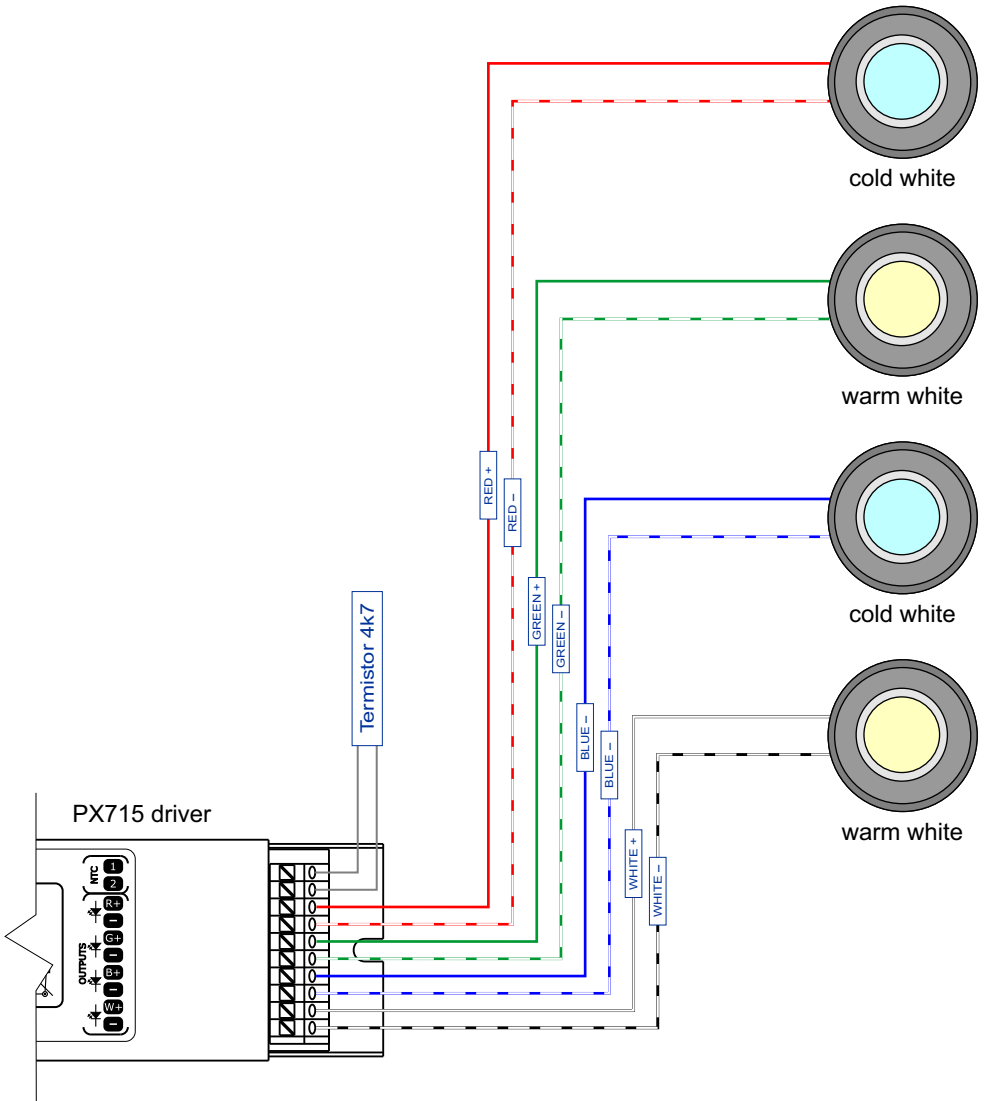 cold white
warm white
RED +
RED –
cold white
GREEN +
GREEN –
Termistor 4k7
BLUE –
BLUE –
warm white
PX715 driver
WHITE +
WHITE –
NTC
1
2
OUTPUTS
R+
–
G+
–
B+
–
W+
–